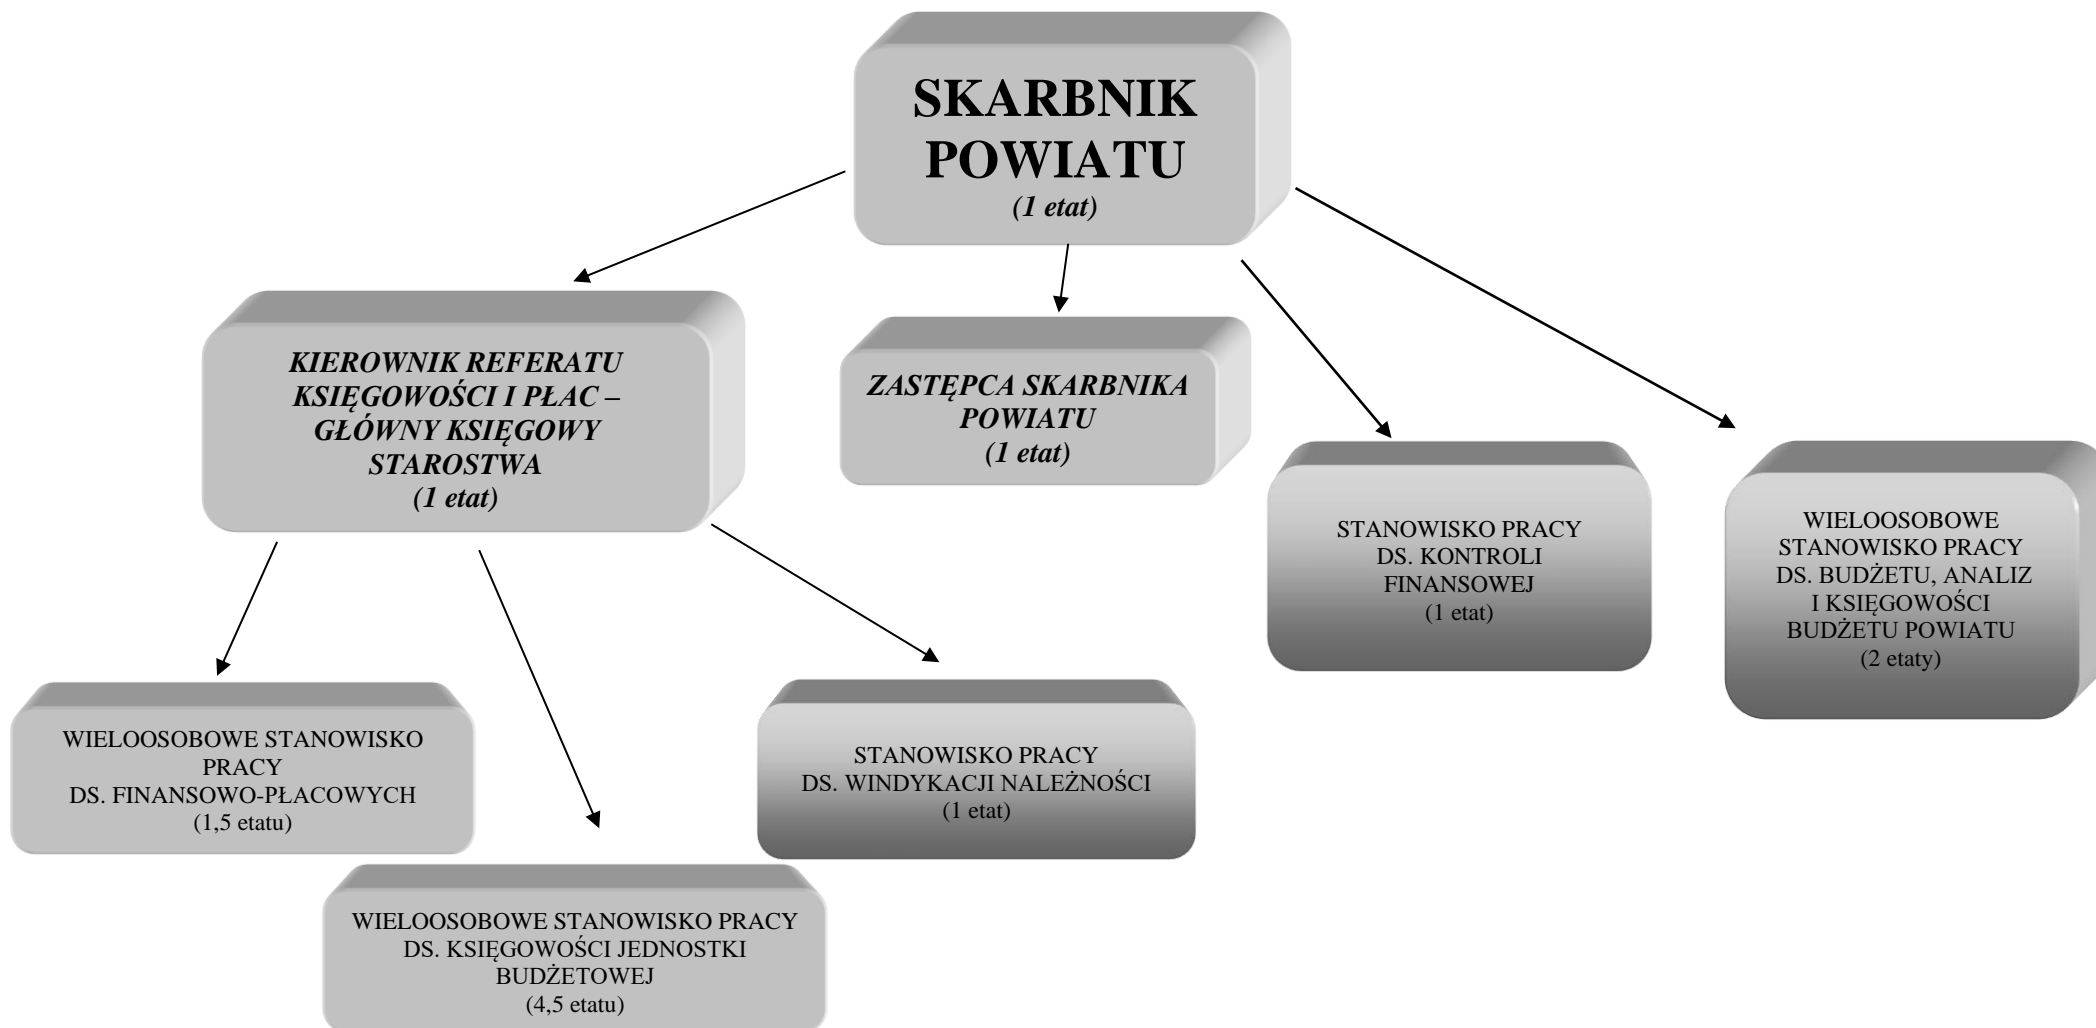 SKARBNIK
POWIATU
(1 etat)
KIEROWNIK REFERATU
KSIĘGOWOŚCI I PŁAC –
GŁÓWNY KSIĘGOWY
STAROSTWA
(1 etat)
ZASTĘPCA SKARBNIKA
POWIATU
(1 etat)
STANOWISKO PRACY
DS. KONTROLI
FINANSOWEJ
(1 etat)
WIELOOSOBOWE
STANOWISKO PRACY
DS. BUDŻETU, ANALIZ
I KSIĘGOWOŚCI
BUDŻETU POWIATU
(2 etaty)
WIELOOSOBOWE STANOWISKO
PRACY
DS. FINANSOWO-PŁACOWYCH
(1,5 etatu)
STANOWISKO PRACY
DS. WINDYKACJI NALEŻNOŚCI
(1 etat)
WIELOOSOBOWE STANOWISKO PRACY
DS. KSIĘGOWOŚCI JEDNOSTKI
BUDŻETOWEJ
(4,5 etatu)